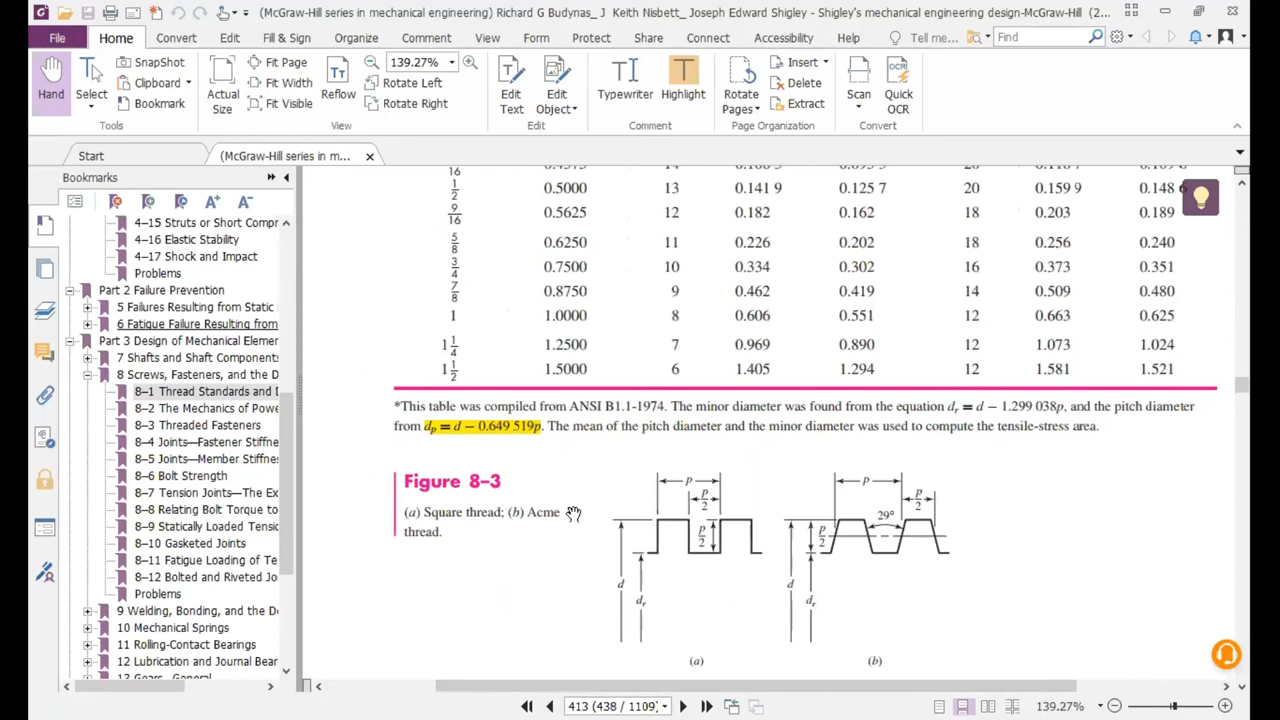 (McGraw-Hill series in mechanical engineering) Richard G Budynas_ J Keith Nisbett_ Joseph Edward Shigley - Shigley's mechanical engineering design-McGraw-Hill (2...
File Home Convert Edit Fill & Sign Organize Comment View Form Protect Share Connect Accessibility Tell me... Find
Hand
Select
SnapShot
Clipboard
Bookmark
Tools
Actual Size
Fit Page
Fit Width
Fit Visible
Reflow
139.27%
Rotate Left
Rotate Right
View
Edit Text
Edit Object
Edit
Typewriter
Highlight
Comment
Rotate Pages
Insert
Delete
Extract
Page Organization
Scan
Quick OCR
Convert
Start
(McGraw-Hill series in m...
Bookmarks
4–15 Struts or Short Compr
4–16 Elastic Stability
4–17 Shock and Impact
Problems
Part 2 Failure Prevention
5 Failures Resulting from Static
6 Fatigue Failure Resulting from
Part 3 Design of Mechanical Elemen
7 Shafts and Shaft Components
8 Screws, Fasteners, and the D
8–1 Thread Standards and D
8–2 The Mechanics of Powe
8–3 Threaded Fasteners
8–4 Joints—Fastener Stiffne
8–5 Joints—Member Stiffne
8–6 Bolt Strength
8–7 Tension Joints—The Ex
8–8 Relating Bolt Torque to
8–9 Statically Loaded Tensio
8–10 Gasketed Joints
8–11 Fatigue Loading of Te
8–12 Bolted and Riveted Jo
Problems
9 Welding, Bonding, and the D
10 Mechanical Springs
11 Rolling-Contact Bearings
12 Lubrication and Journal Bear
13 Gears—General
1/2 0.5000 13 0.141 9 0.125 7 20 0.159 9 0.148 6
9/16 0.5625 12 0.182 0.162 18 0.203 0.189
5/8 0.6250 11 0.226 0.202 18 0.256 0.240
3/4 0.7500 10 0.334 0.302 16 0.373 0.351
7/8 0.8750 9 0.462 0.419 14 0.509 0.480
1 1.0000 8 0.606 0.551 12 0.663 0.625
1 1/4 1.2500 7 0.969 0.890 12 1.073 1.024
1 1/2 1.5000 6 1.405 1.294 12 1.581 1.521
*This table was compiled from ANSI B1.1-1974. The minor diameter was found from the equation dr = d − 1.299 038p, and the pitch diameter
from dp = d − 0.649 519p. The mean of the pitch diameter and the minor diameter was used to compute the tensile-stress area.
Figure 8–3
(a) Square thread; (b) Acme
thread.
p
p/2
p/2
d
dr
(a)
p
p/2
29°
p/2
d
dr
(b)
413 (438 / 1109)
139.27%